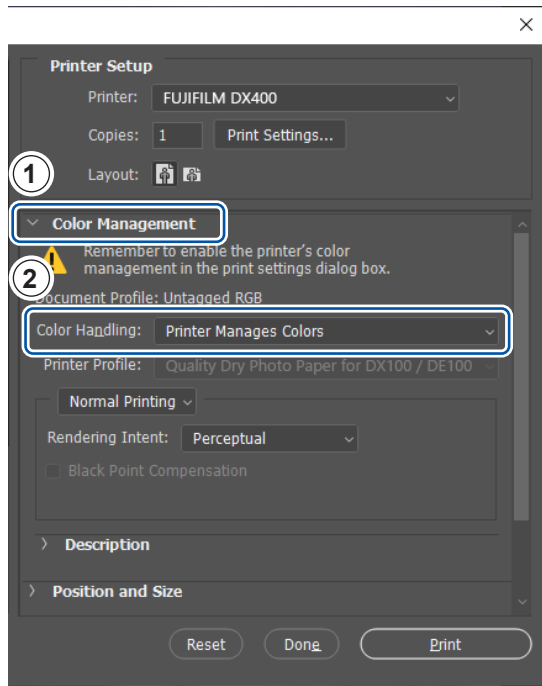 Printer Setup
Printer: FUJIFILM DX400
Copies: 1 Print Settings...
1
Layout:
Color Management
Remember to enable the printer's color
management in the print settings dialog box.
2
Document Profile: Untagged RGB
Color Handling: Printer Manages Colors
Printer Profile: Quality Dry Photo Paper for DX100 / DE100
Normal Printing
Rendering Intent: Perceptual
Black Point Compensation
Description
Position and Size
Reset Done Print